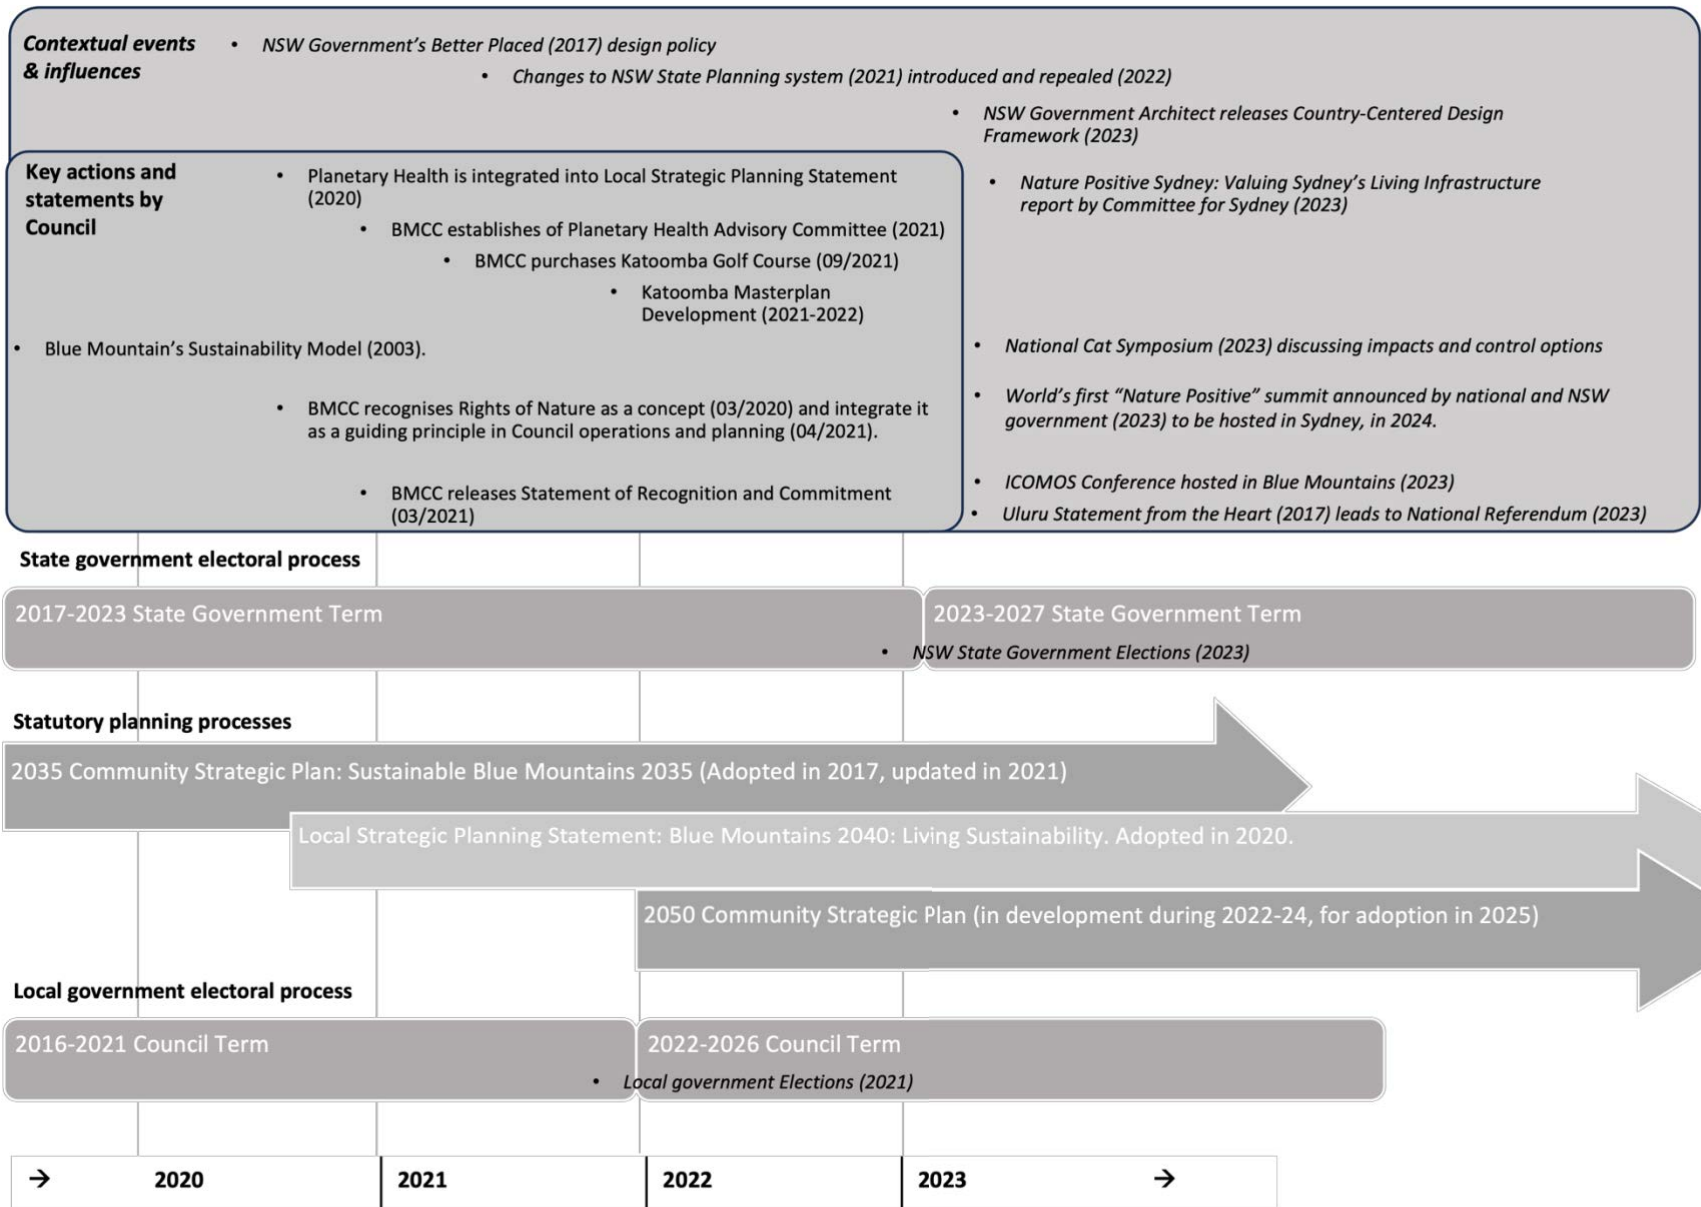 Contextual events
& influences
• NSW Government's Better Placed (2017) design policy
• Changes to NSW State Planning system (2021) introduced and repealed (2022)
• NSW Government Architect releases Country-Centered Design
Framework (2023)
Key actions and
statements by
Council
• Planetary Health is integrated into Local Strategic Planning Statement
(2020)
• BMCC establishes of Planetary Health Advisory Committee (2021)
• BMCC purchases Katoomba Golf Course (09/2021)
• Katoomba Masterplan
Development (2021-2022)
• Blue Mountain's Sustainability Model (2003).
• BMCC recognises Rights of Nature as a concept (03/2020) and integrate it
as a guiding principle in Council operations and planning (04/2021).
• BMCC releases Statement of Recognition and Commitment
(03/2021)
• Nature Positive Sydney: Valuing Sydney's Living Infrastructure
report by Committee for Sydney (2023)
• National Cat Symposium (2023) discussing impacts and control options
• World's first "Nature Positive" summit announced by national and NSW
government (2023) to be hosted in Sydney, in 2024.
• ICOMOS Conference hosted in Blue Mountains (2023)
• Uluru Statement from the Heart (2017) leads to National Referendum (2023)
State government electoral process
2017-2023 State Government Term
2023-2027 State Government Term
• NSW State Government Elections (2023)
Statutory planning processes
2035 Community Strategic Plan: Sustainable Blue Mountains 2035 (Adopted in 2017, updated in 2021)
Local Strategic Planning Statement: Blue Mountains 2040: Living Sustainability. Adopted in 2020.
2050 Community Strategic Plan (in development during 2022-24, for adoption in 2025)
Local government electoral process
2016-2021 Council Term
2022-2026 Council Term
• Local government Elections (2021)
→ 2020 2021 2022 2023 →